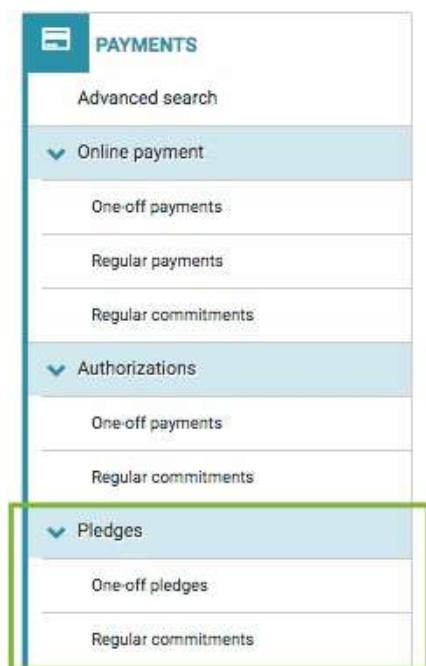 PAYMENTS
Advanced search
Online payment
One-off payments
Regular payments
Regular commitments
Authorizations
One-off payments
Regular commitments
Pledges
One-off pledges
Regular commitments